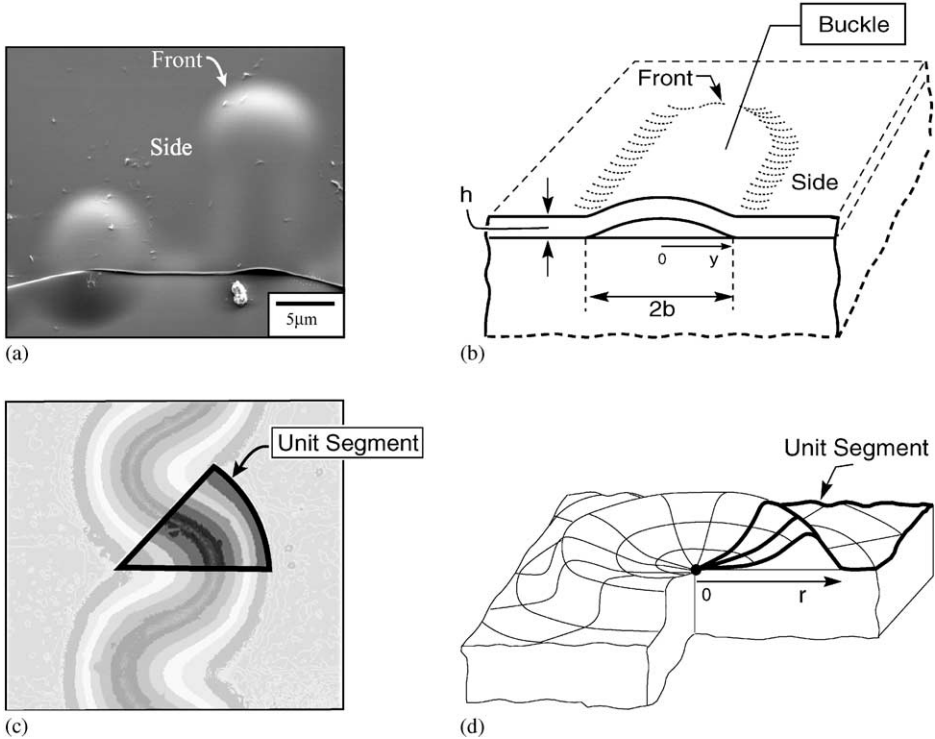 Front
Side
5μm
(a)
Buckle
Front
Side
h
0 y
2b
(b)
Unit Segment
(c)
Unit Segment
0 r
(d)